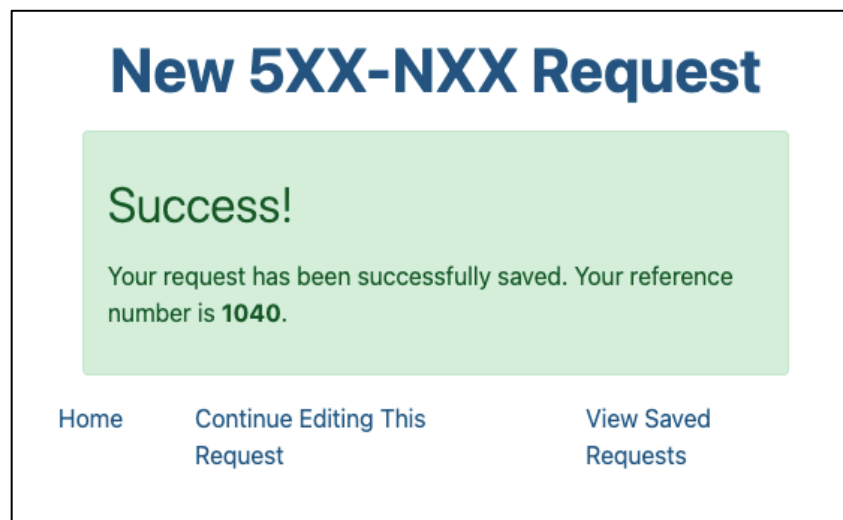 New 5XX-NXX Request
Success!
Your request has been successfully saved. Your reference
number is 1040.
Home
Continue Editing This
Request
View Saved
Requests